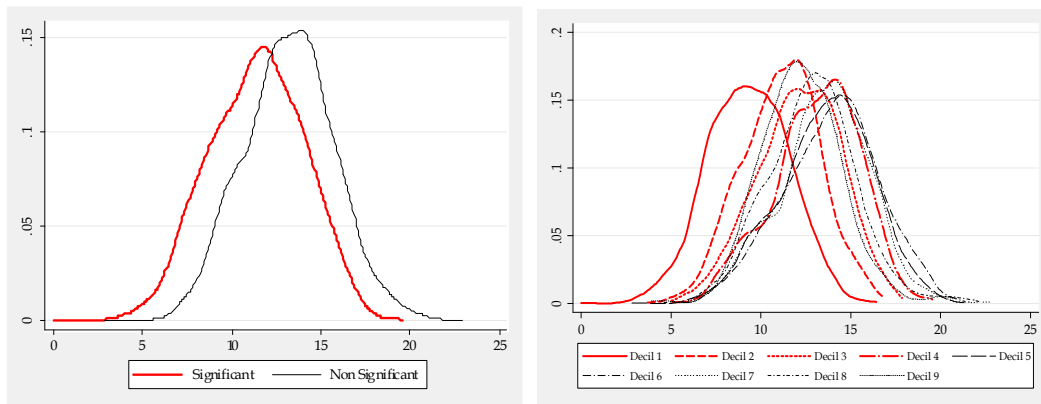 .15
.1
.05
0
0 5 10 15 20 25
Significant Non Significant
.2
.15
.1
.05
0
0 5 10 15 20 25
Decil 1 Decil 2 Decil 3 Decil 4 Decil 5
Decil 6 Decil 7 Decil 8 Decil 9